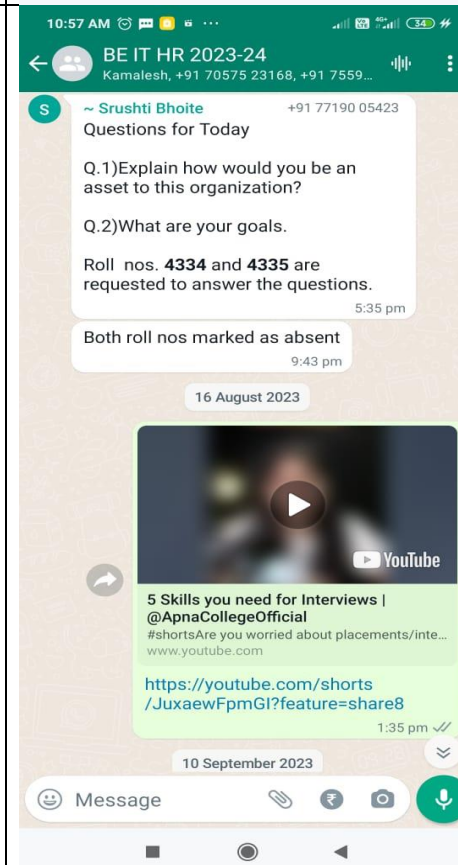 10:57 AM
34
BE IT HR 2023-24
Kamalesh, +91 70575 23168, +91 7559...
S
~ Srushti Bhoite +91 77190 05423
Questions for Today
Q.1)Explain how would you be an
asset to this organization?
Q.2)What are your goals.
Roll nos. 4334 and 4335 are
requested to answer the questions.
5:35 pm
Both roll nos marked as absent
9:43 pm
16 August 2023
YouTube
5 Skills you need for Interviews |
@ApnaCollegeOfficial
#shortsAre you worried about placements/inte...
www.youtube.com
https://youtube.com/shorts
/JuxaewFpmGI?feature=share8
1:35 pm
10 September 2023
Message